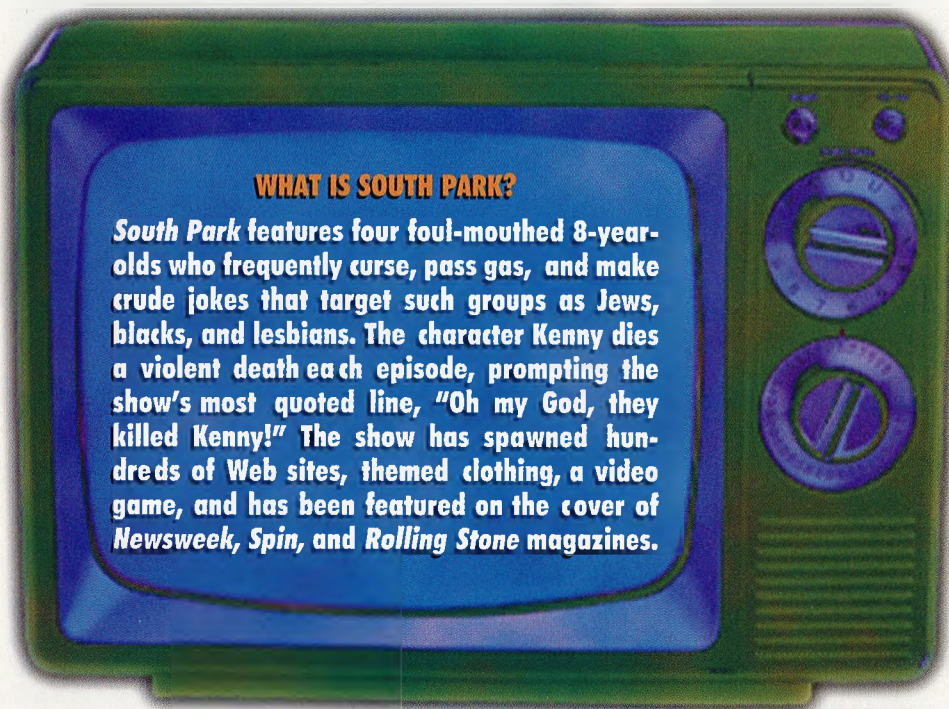 WHAT IS SOUTH PARK?
South Park features four foul-mouthed 8-year-
olds who frequently curse, pass gas, and make
crude jokes that target such groups as Jews,
blacks, and lesbians. The character Kenny dies
a violent death each episode, prompting the
show's most quoted line, "Oh my God, they
killed Kenny!" The show has spawned hun-
dreds of Web sites, themed clothing, a video
game, and has been featured on the cover of
Newsweek, Spin, and Rolling Stone magazines.